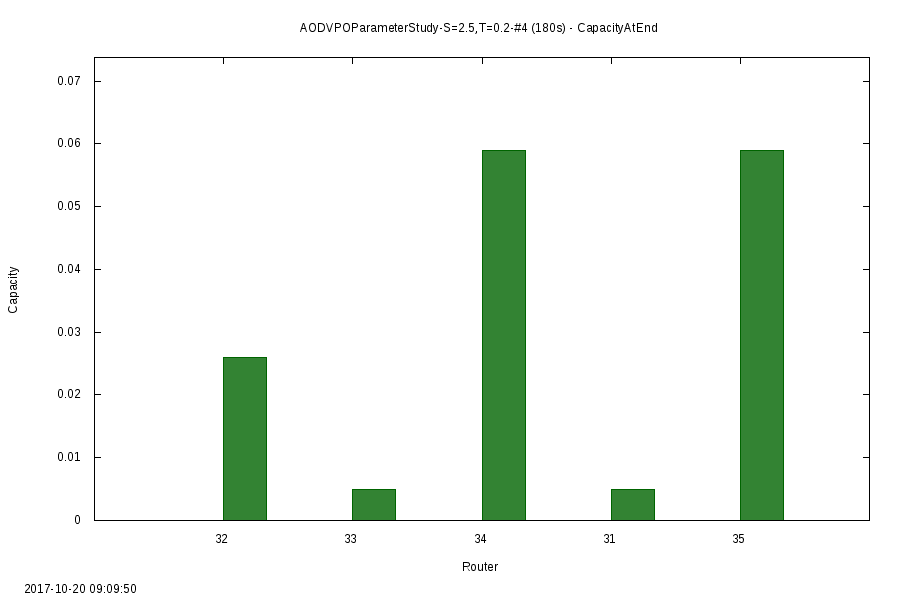 AODVPOParameterStudy-S=2.5,T=0.2-#4 (180s) - CapacityAtEnd
0.07
0.06
0.05
0.04
0.03
0.02
0.01
0
Capacity
32 33 34 31 35
Router
2017-10-20 09:09:50